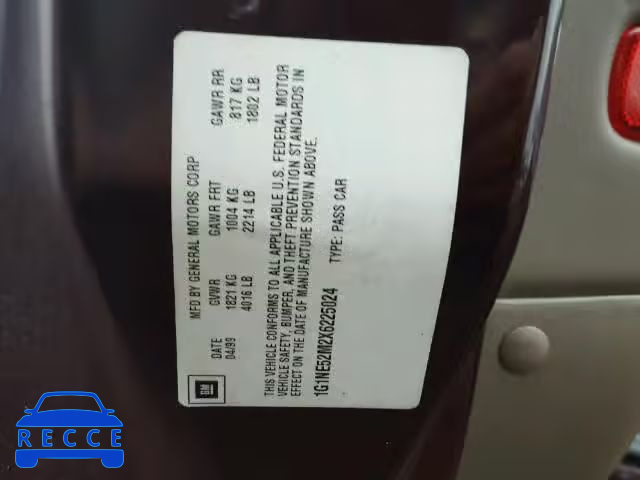 MFD BY GENERAL MOTORS CORP
DATE GVWR GAWR FRT GAWR RR
04/99 1821 KG 1004 KG 817 KG
4016 LB 2214 LB 1802 LB
THIS VEHICLE CONFORMS TO ALL APPLICABLE U.S. FEDERAL MOTOR
VEHICLE SAFETY, BUMPER, AND THEFT PREVENTION STANDARDS IN
EFFECT ON THE DATE OF MANUFACTURE SHOWN ABOVE.
1G1NE52M2X6225024 TYPE: PASS CAR
GM
RECCE